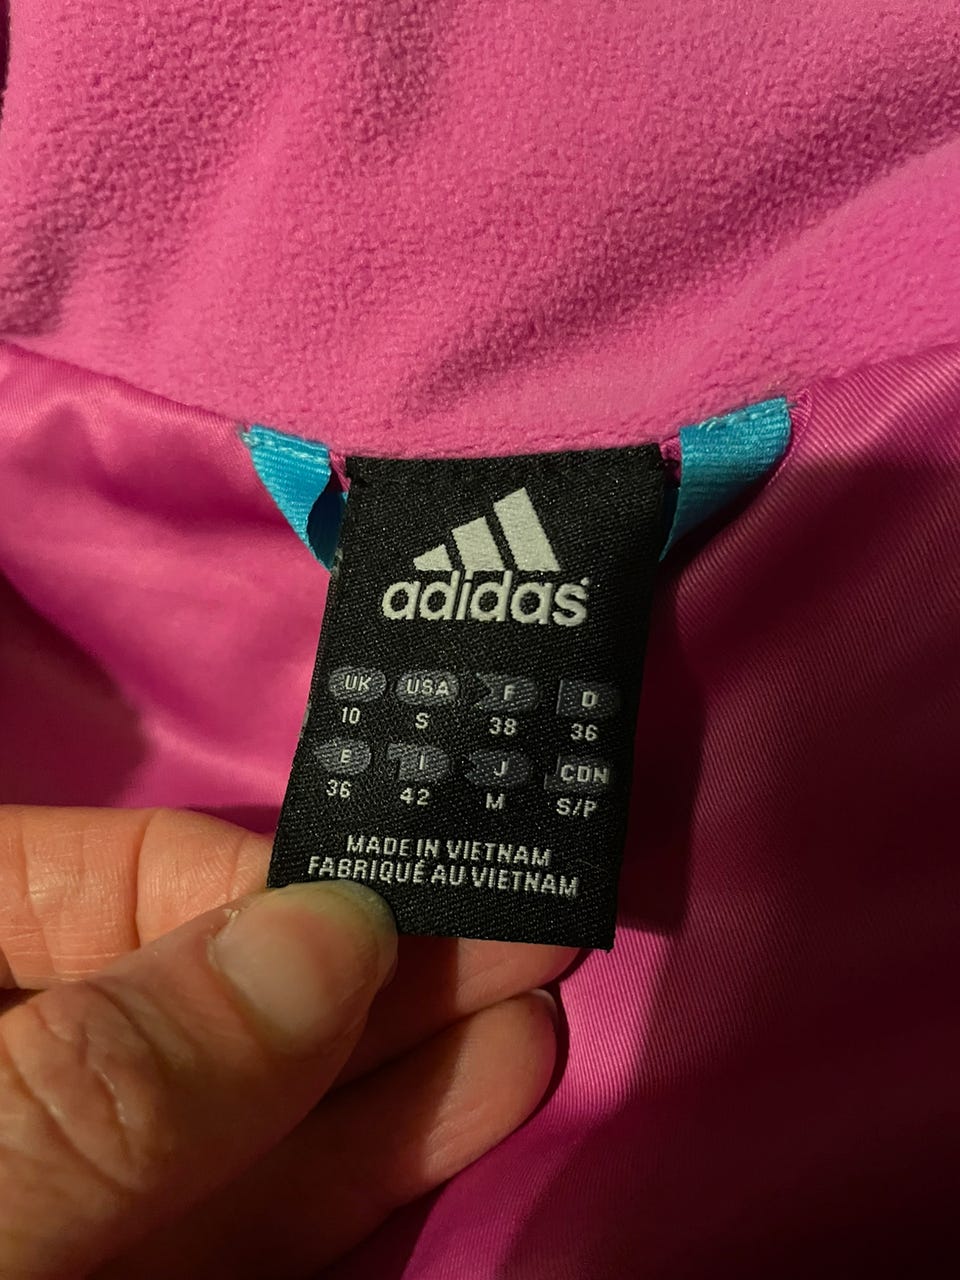 adidas
UK USA F D
10 S 38 36
E I J CDN
36 42 M S/P
MADE IN VIETNAM
FABRIQUÉ AU VIETNAM